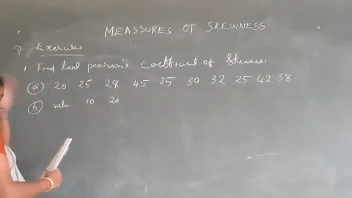 MEASSURES OF SKEWNESS
Exercise
1. Find Karl pearson's Coefficient of Skewness.
(a) 20 25 28 45 25 30 32 25 42 38
(b) value 10 20